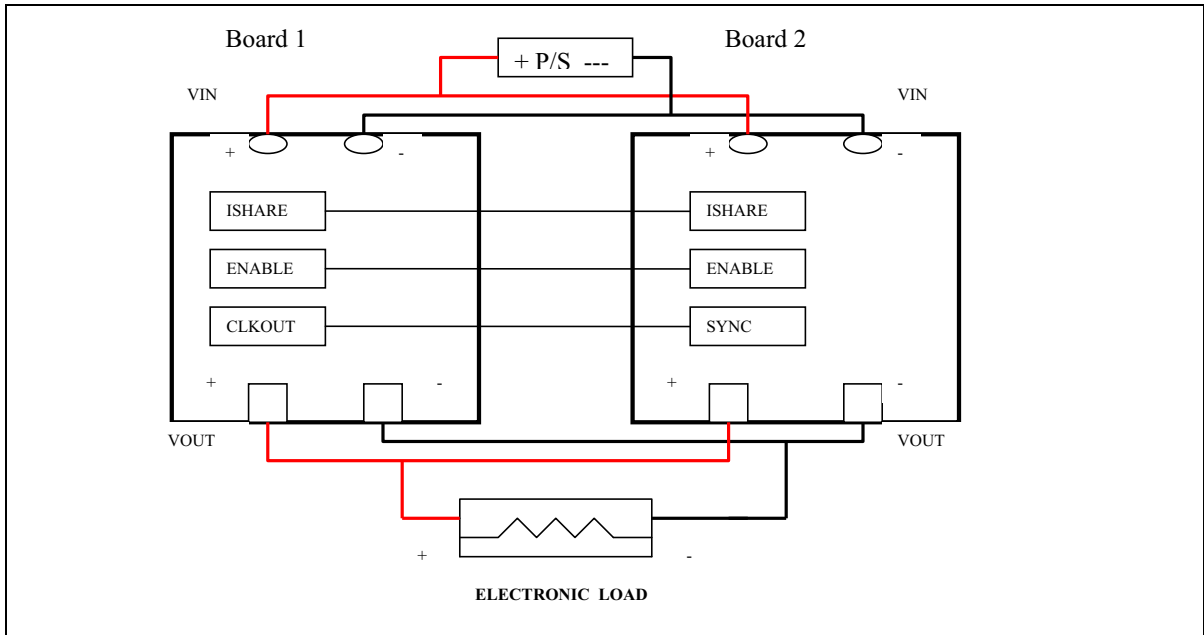 Board 1
Board 2
+ P/S ---
VIN
VIN
+
-
+
-
ISHARE
ISHARE
ENABLE
ENABLE
CLKOUT
SYNC
+
-
+
-
VOUT
VOUT
+
-
ELECTRONIC LOAD